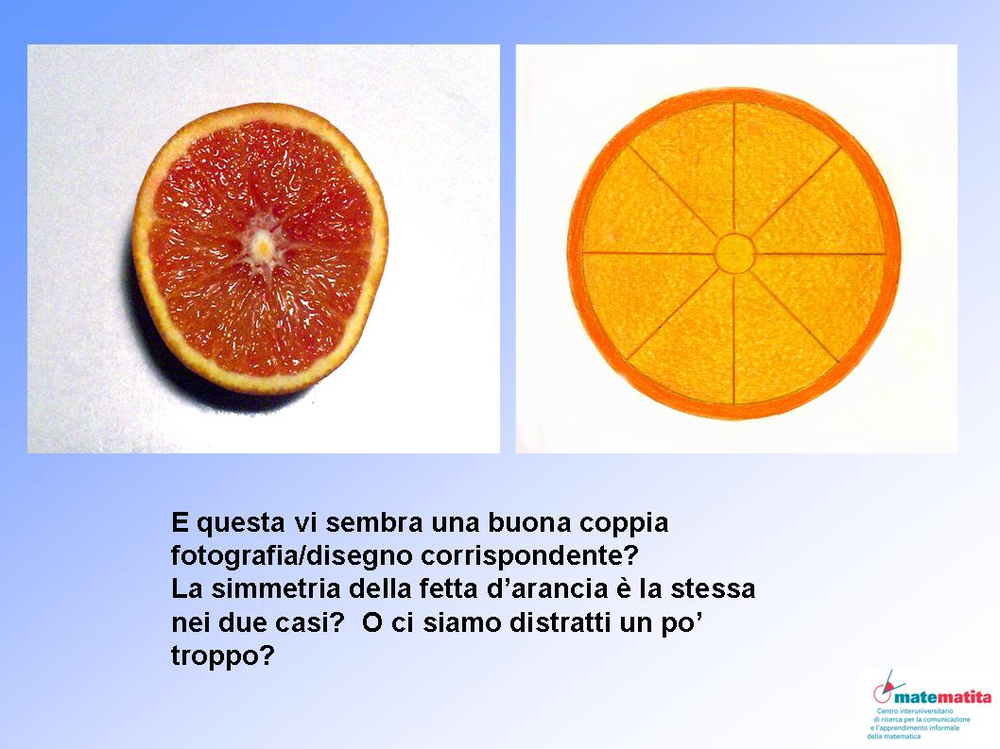 E questa vi sembra una buona coppia
fotografia/disegno corrispondente?
La simmetria della fetta d’arancia è la stessa
nei due casi?  O ci siamo distratti un po’
troppo?
matematita
Centro interuniversitario
di ricerca per la comunicazione
e l'apprendimento informale
della matematica